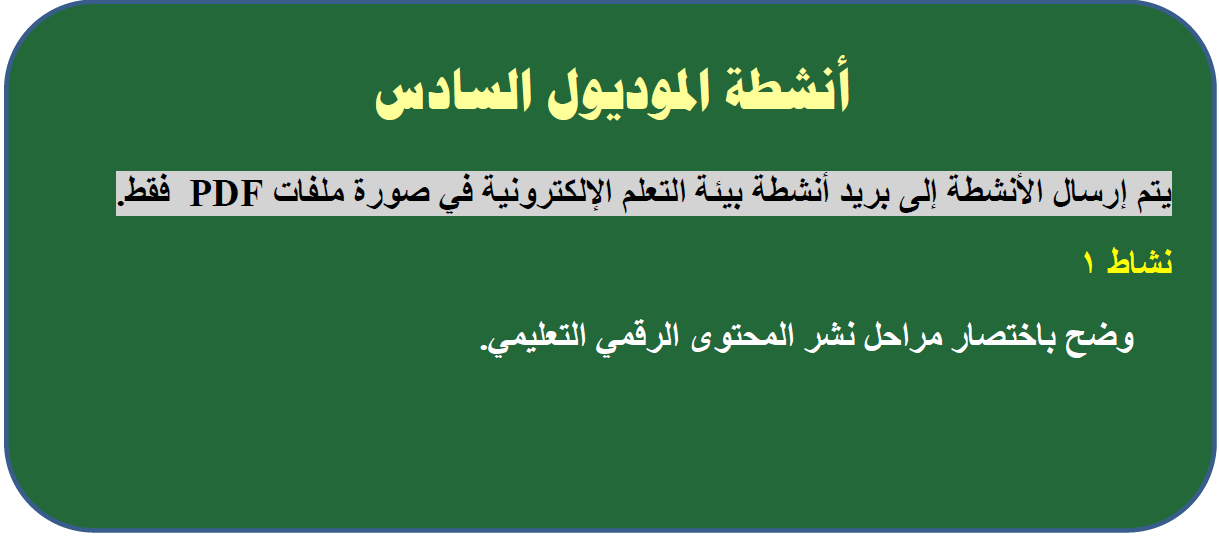 أنشطة الموديول السادس
يتم إرسال الأنشطة إلى بريد أنشطة بيئة التعلم الإلكترونية في صورة ملفات PDF فقط.
نشاط ١
وضح باختصار مراحل نشر المحتوى الرقمي التعليمي.